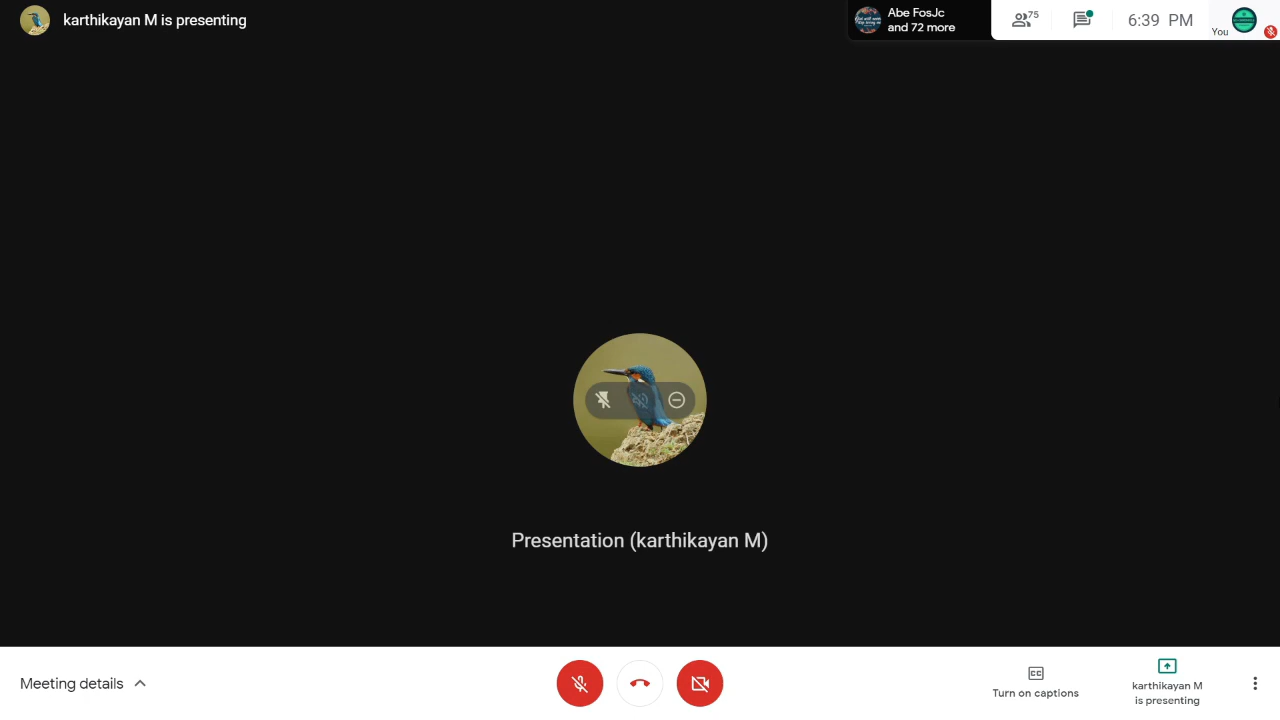 karthikayan M is presenting
Abe FosJc
and 72 more
75
6:39 PM
You
Presentation (karthikayan M)
Meeting details
CC
Turn on captions
karthikayan M
is presenting